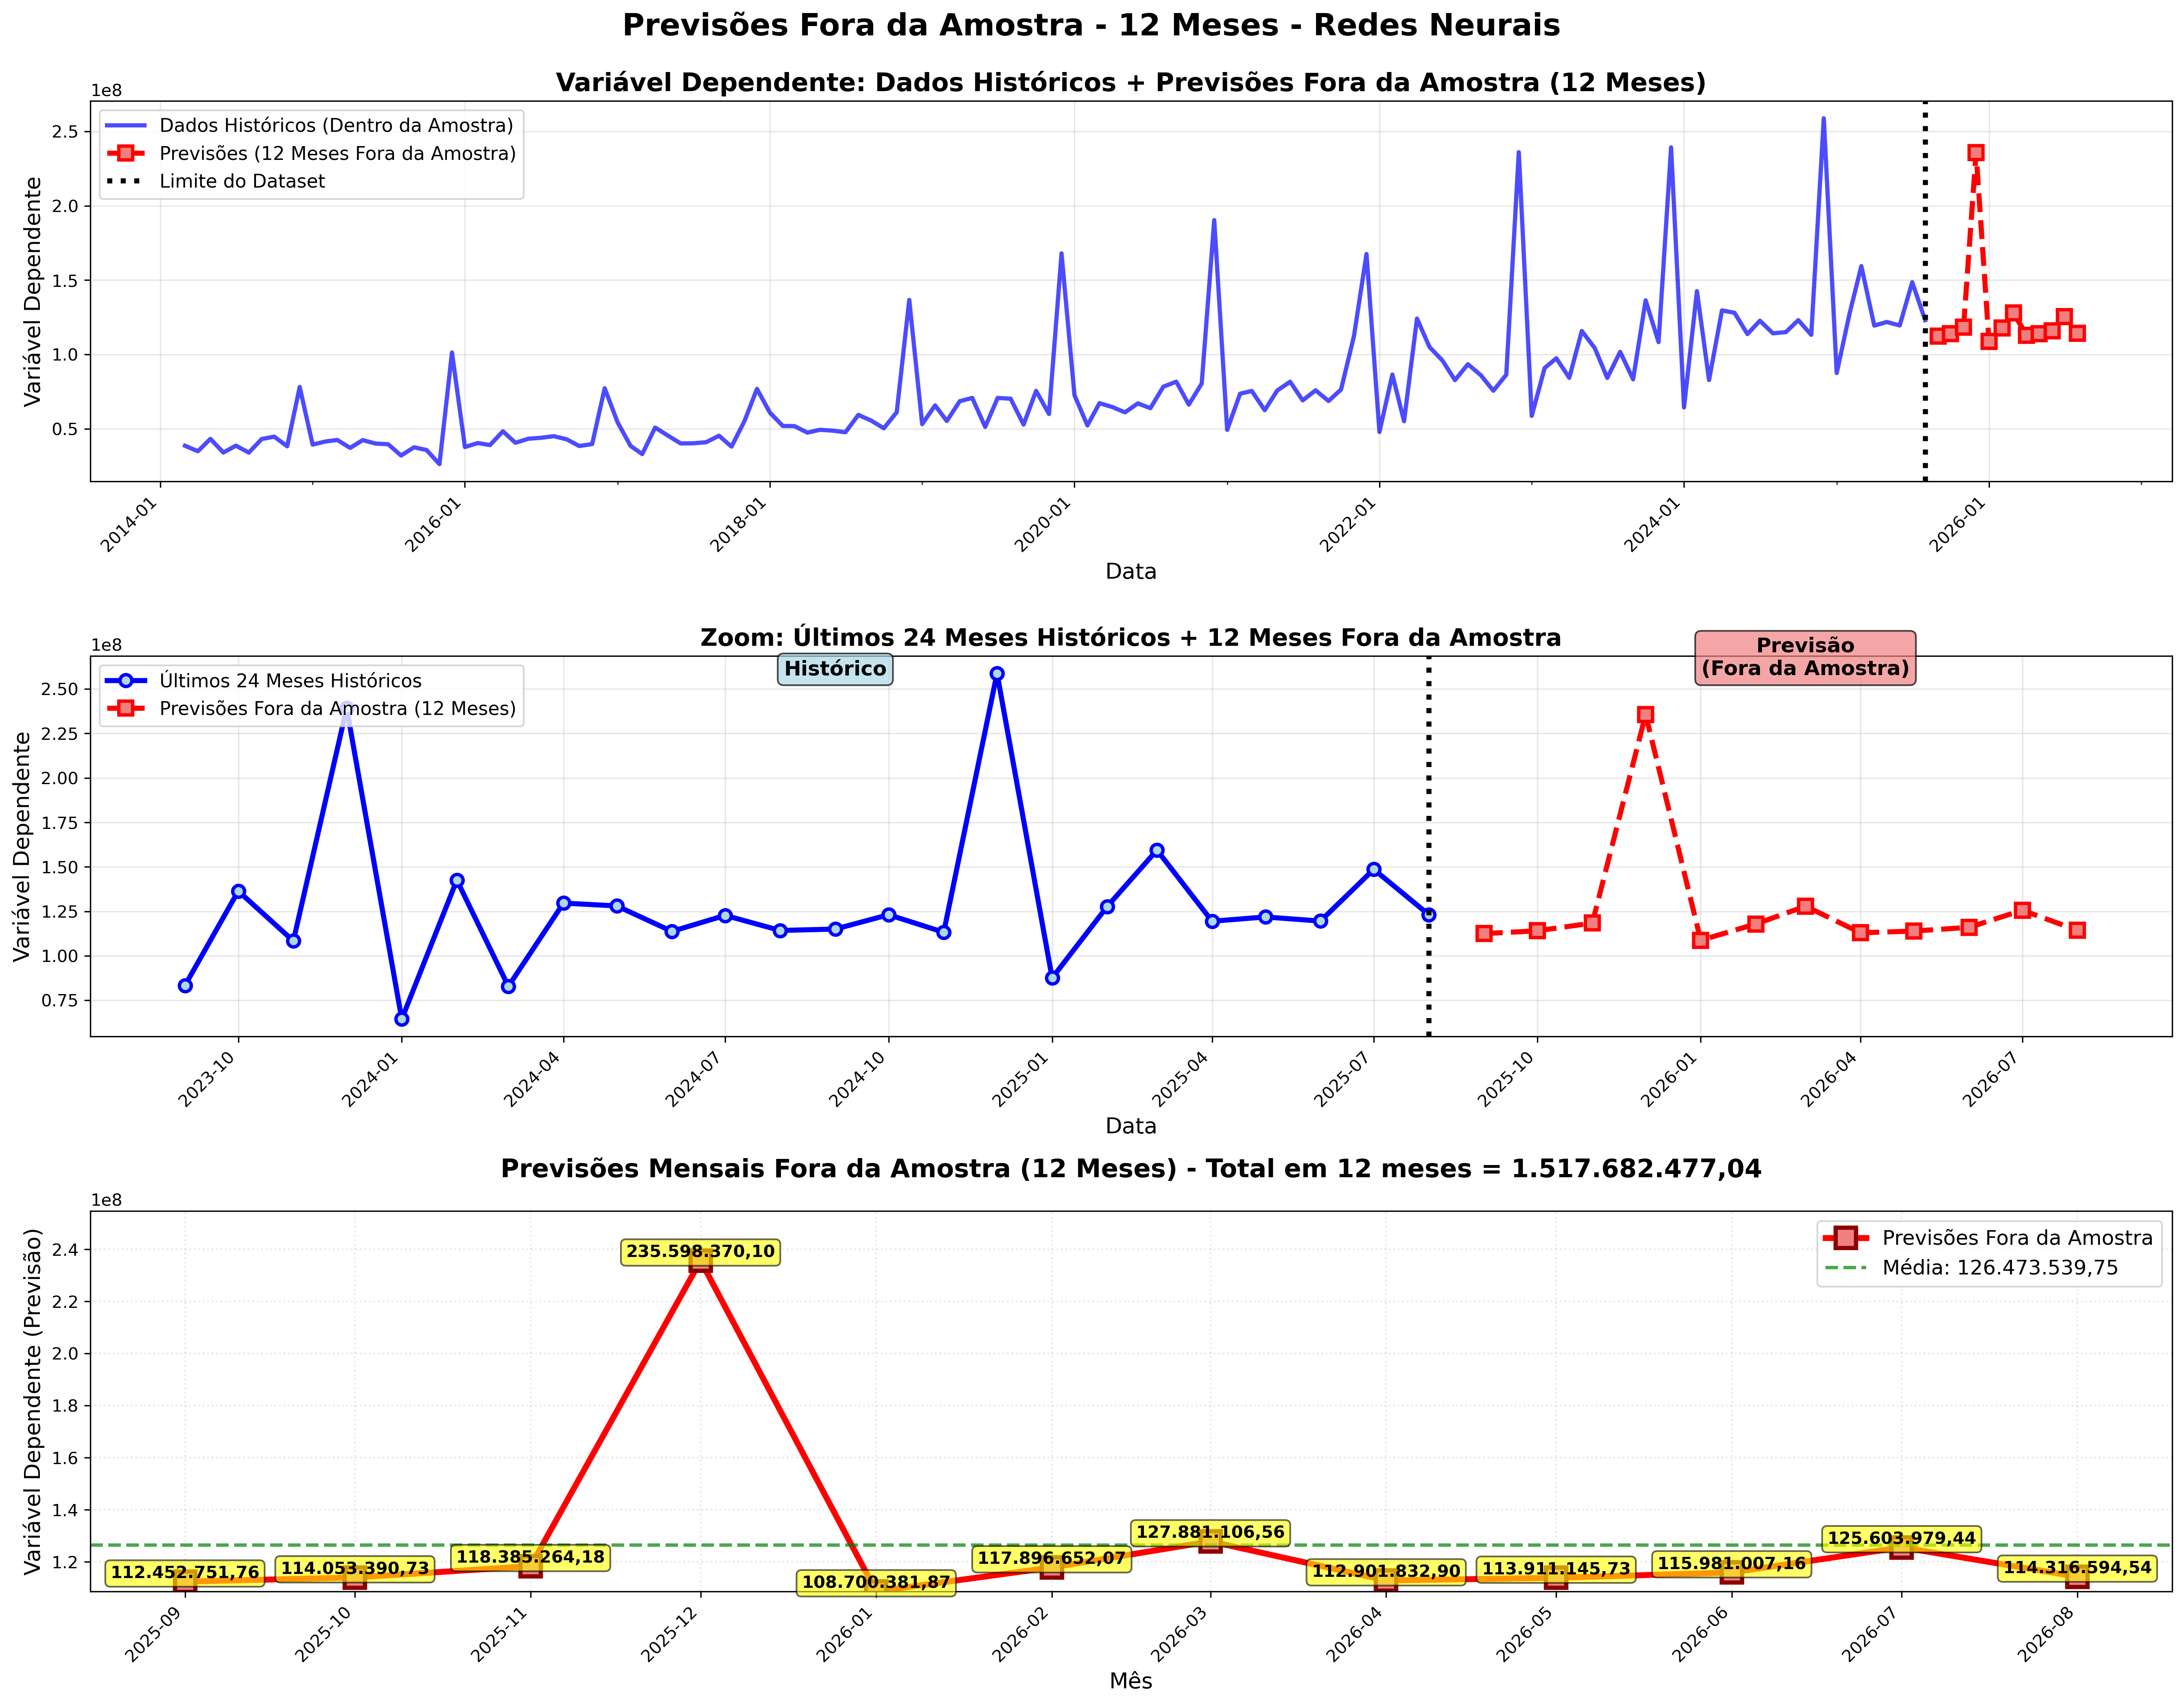 Previsões Fora da Amostra - 12 Meses - Redes Neurais
Variável Dependente: Dados Históricos + Previsões Fora da Amostra (12 Meses)
1e8
Dados Históricos (Dentro da Amostra)
Previsões (12 Meses Fora da Amostra)
Limite do Dataset
Variável Dependente
2.5
2.0
1.5
1.0
0.5
2014-01
2016-01
2018-01
2020-01
2022-01
2024-01
2026-01
Data
Zoom: Últimos 24 Meses Históricos + 12 Meses Fora da Amostra
1e8
Últimos 24 Meses Históricos
Previsões Fora da Amostra (12 Meses)
Histórico
Previsão
(Fora da Amostra)
Variável Dependente
2.50
2.25
2.00
1.75
1.50
1.25
1.00
0.75
2023-10
2024-01
2024-04
2024-07
2024-10
2025-01
2025-04
2025-07
2025-10
2026-01
2026-04
2026-07
Data
Previsões Mensais Fora da Amostra (12 Meses) - Total em 12 meses = 1.517.682.477,04
1e8
Previsões Fora da Amostra
Média: 126.473.539,75
Variável Dependente (Previsão)
2.4
2.2
2.0
1.8
1.6
1.4
1.2
112.452.751,76
114.053.390,73
118.385.264,18
235.598.370,10
108.700.381,87
117.896.652,07
127.881.106,56
112.901.832,90
113.911.145,73
115.981.007,16
125.603.979,44
114.316.594,54
2025-09
2025-10
2025-11
2025-12
2026-01
2026-02
2026-03
2026-04
2026-05
2026-06
2026-07
2026-08
Mês